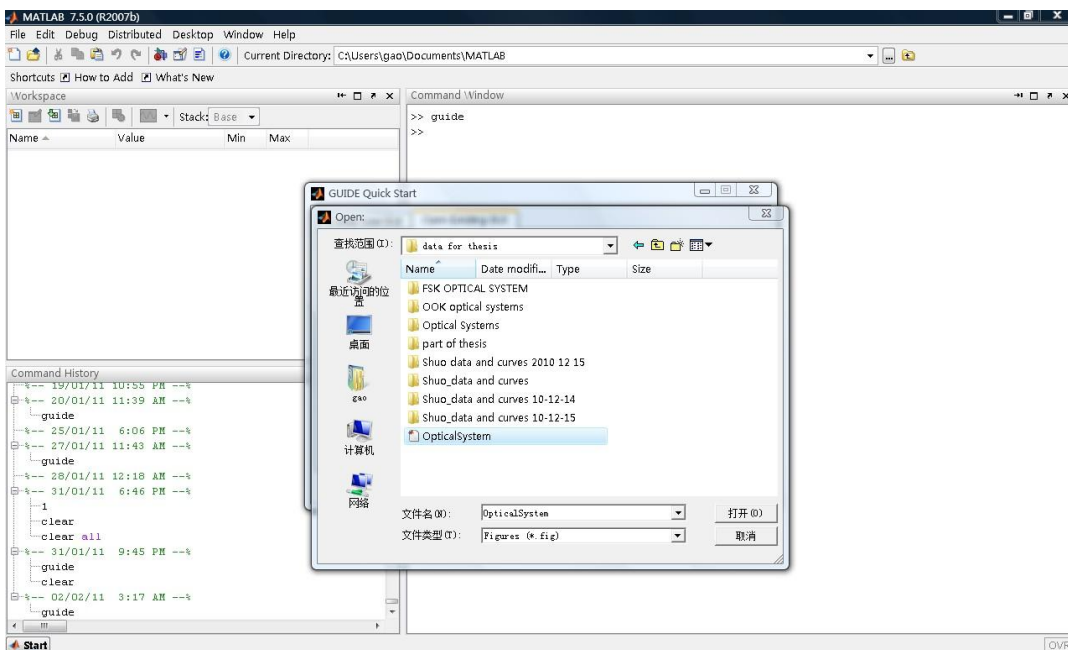 MATLAB 7.5.0 (R2007b)
File Edit Debug Distributed Desktop Window Help
Current Directory: C:\Users\gao\Documents\MATLAB
Shortcuts How to Add What's New
Workspace
Stack: Base
Name Value Min Max
Command Window
>> guide
>>
GUIDE Quick Start
Open:
查找范围(I): data for thesis
Name Date modifi... Type Size
FSK OPTICAL SYSTEM
OOK optical systems
Optical Systems
part of thesis
Shuo data and curves 2010 12 15
Shuo_data and curves
Shuo_data and curves 10-12-14
Shuo_data and curves 10-12-15
OpticalSystem
最近访问的位
置
桌面
gao
计算机
网络
文件名(N): OpticalSystem 打开(O)
文件类型(T): Figures (*.fig) 取消
Command History
%-- 19/01/11 10:55 PM --%
%-- 20/01/11 11:39 AM --%
guide
%-- 25/01/11 6:06 PM --%
%-- 27/01/11 11:43 AM --%
guide
%-- 28/01/11 12:18 AM --%
%-- 31/01/11 6:46 PM --%
1
clear
clear all
%-- 31/01/11 9:45 PM --%
guide
clear
%-- 02/02/11 3:17 AM --%
guide
Start
OVR